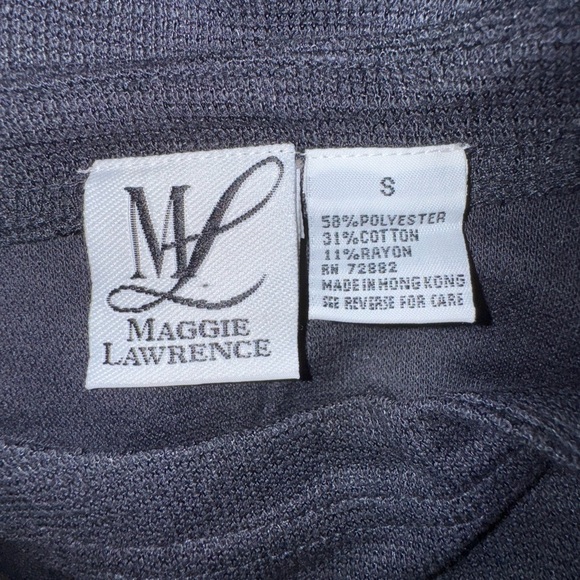 ML
MAGGIE
LAWRENCE
S
58%POLYESTER
31%COTTON
11%RAYON
RN 72882
MADE IN HONG KONG
SEE REVERSE FOR CARE